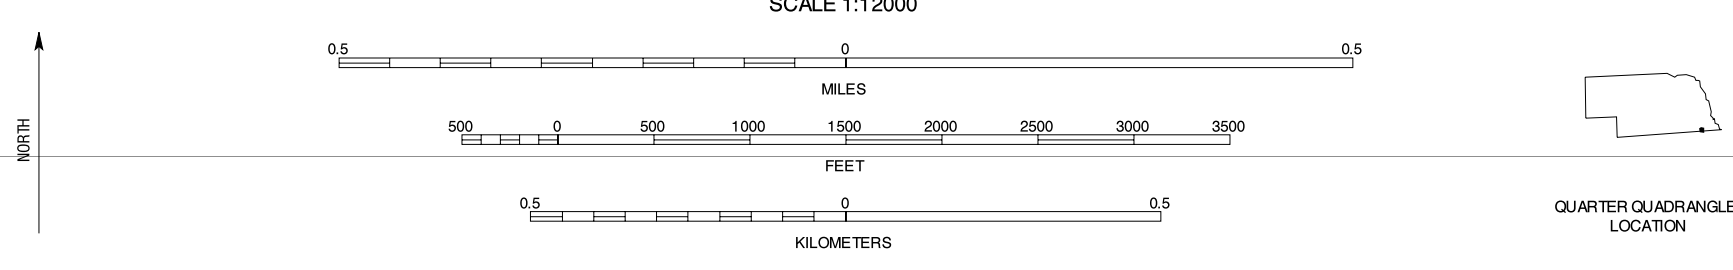 SCALE 1:12000
0.5 0 0.5
MILES
500 0 500 1000 1500 2000 2500 3000 3500
FEET
0.5 0 0.5
KILOMETERS
NORTH
QUARTER QUADRANGLE
LOCATION